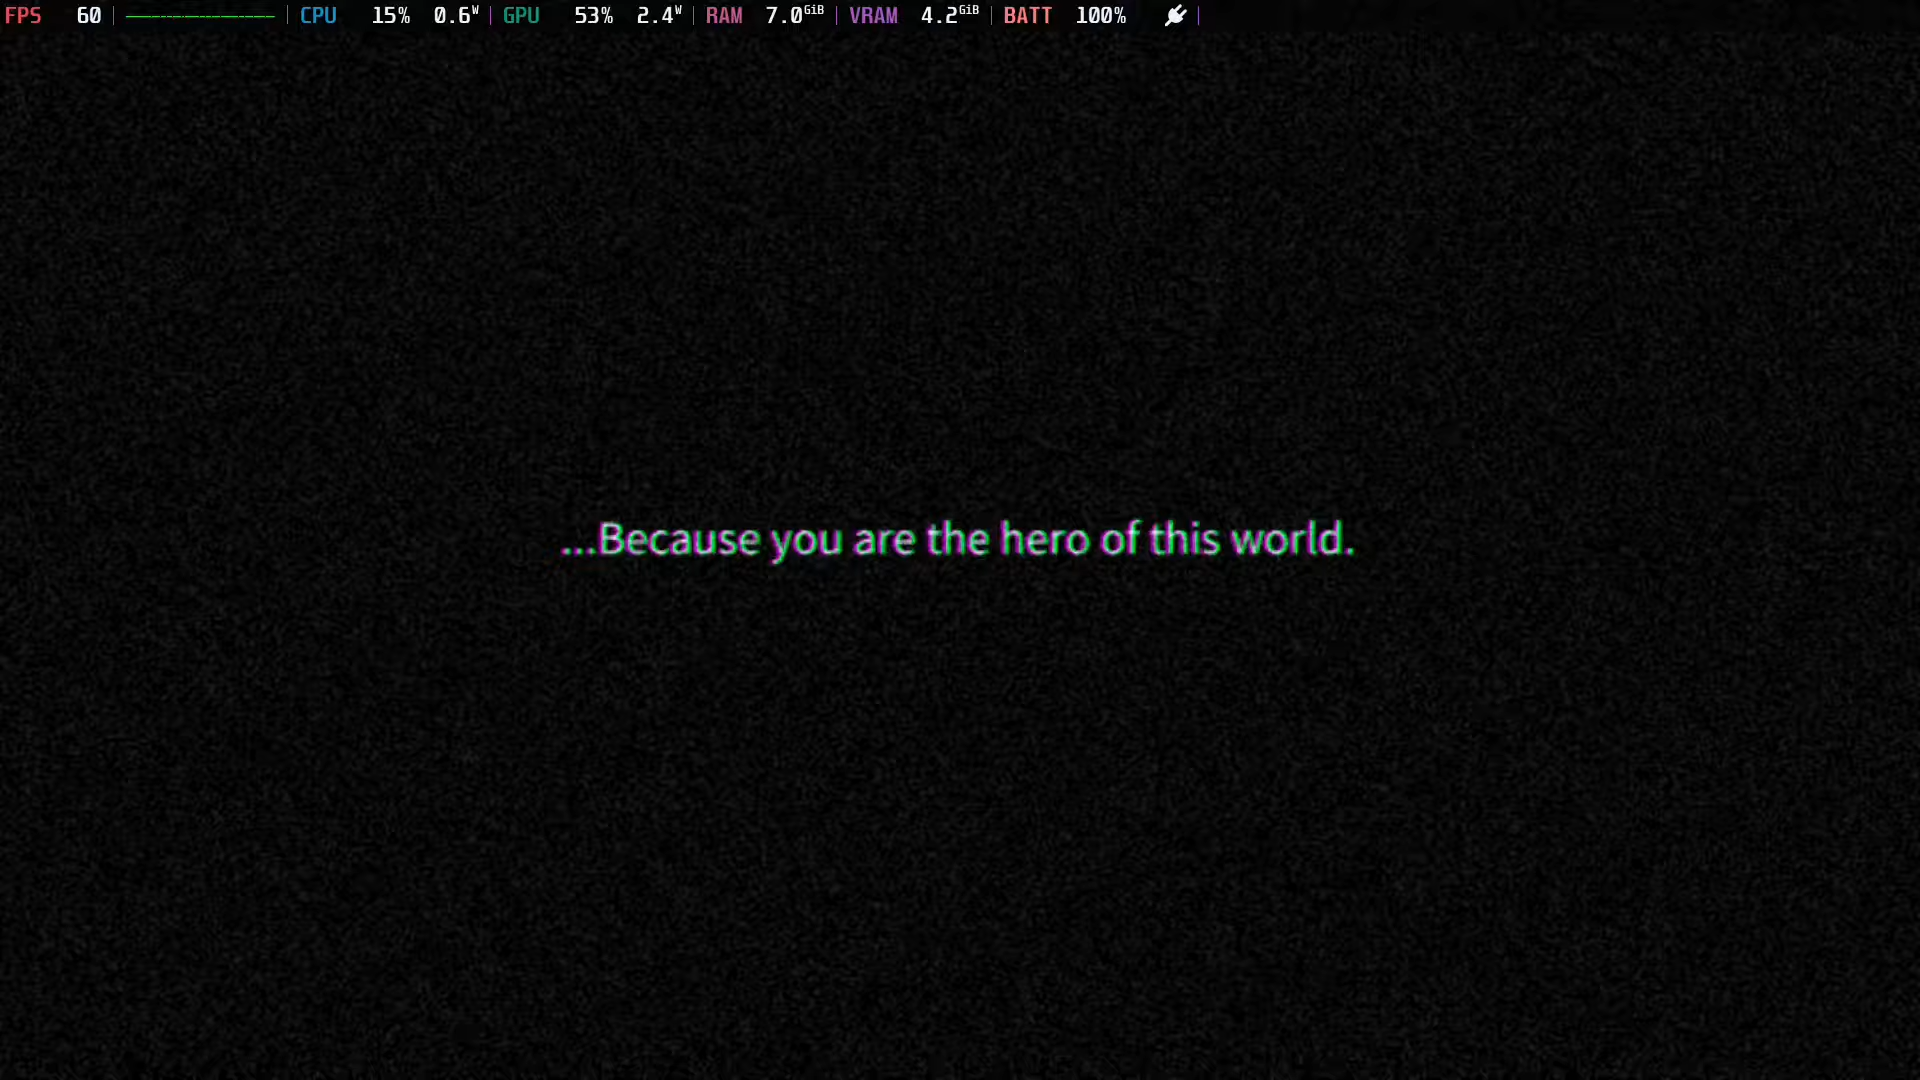 FPS 60 CPU 15% 0.6W GPU 53% 2.4W RAM 7.0GiB VRAM 4.2GiB BATT 100%
...Because you are the hero of this world.